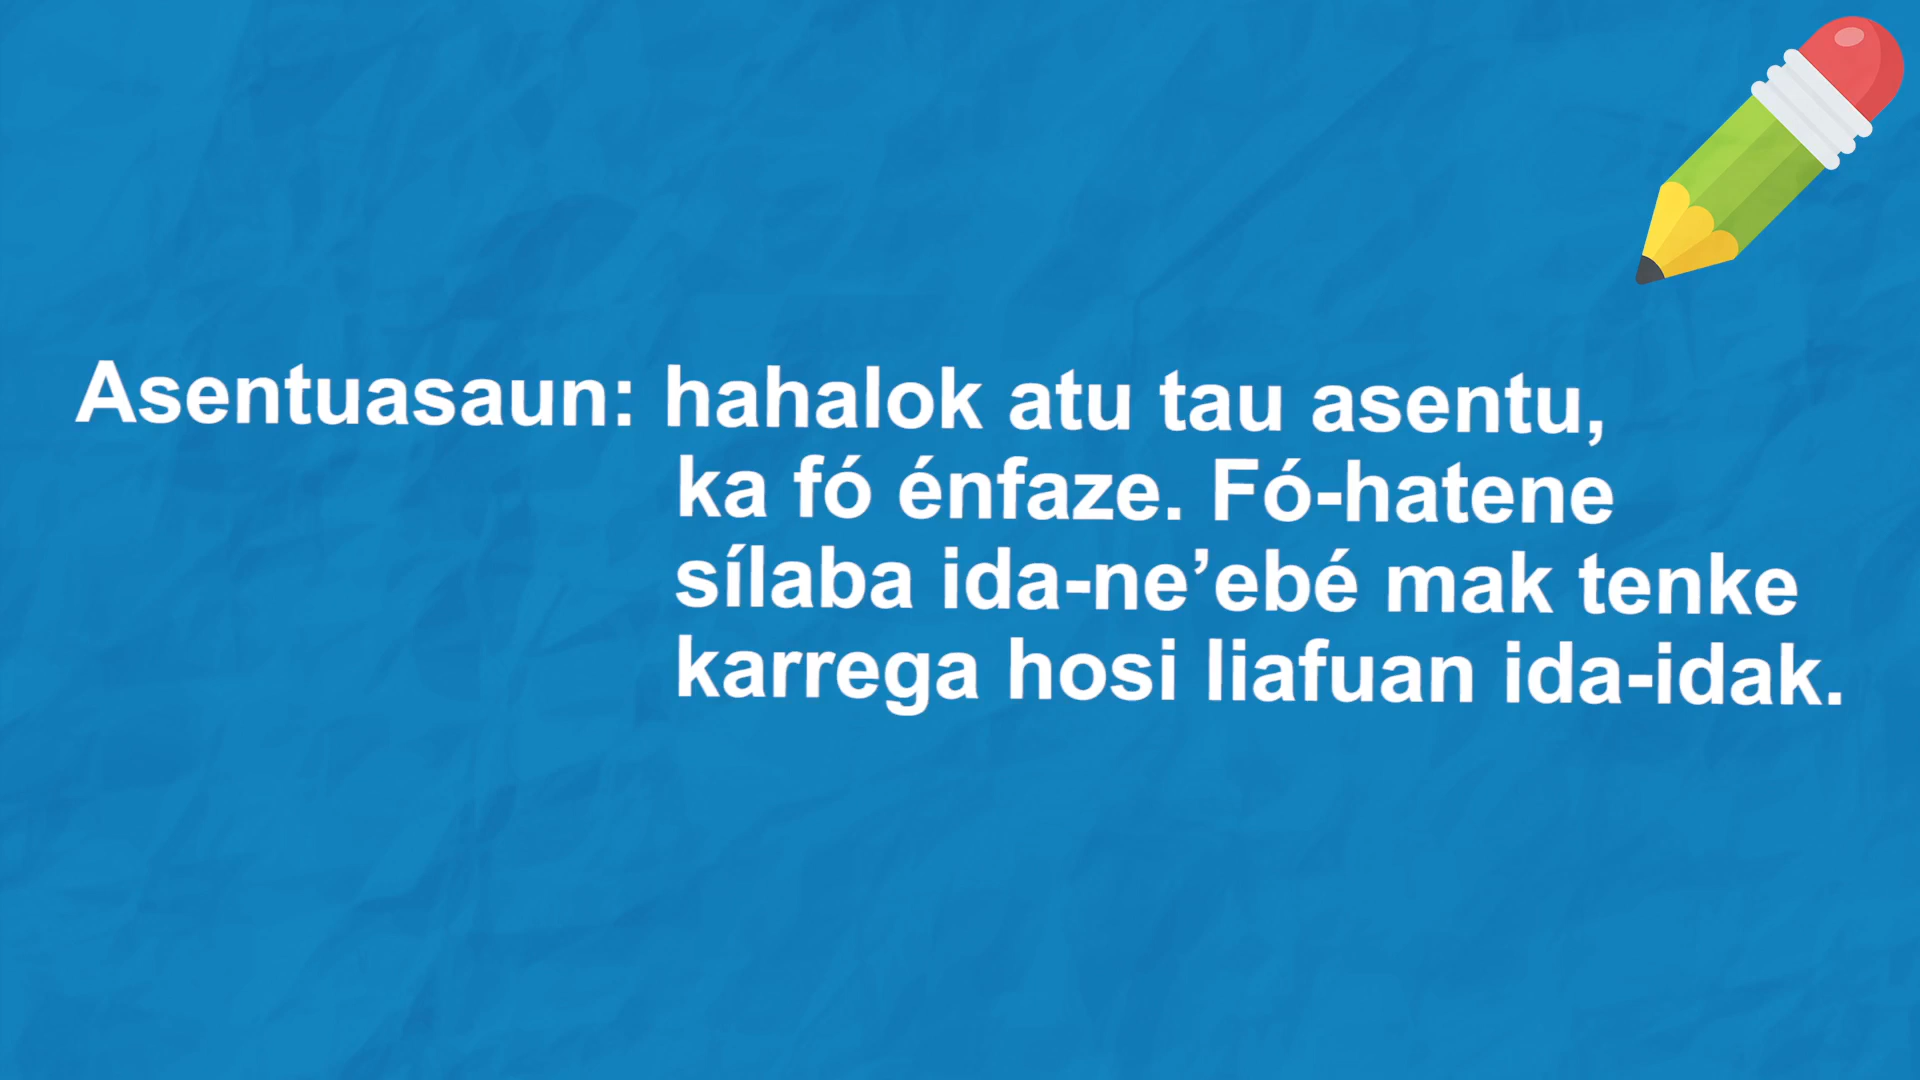 Asentuasaun: hahalok atu tau asentu,
ka fó énfaze. Fó-hatene
sílaba ida-ne’ebé mak tenke
karrega hosi liafuan ida-idak.